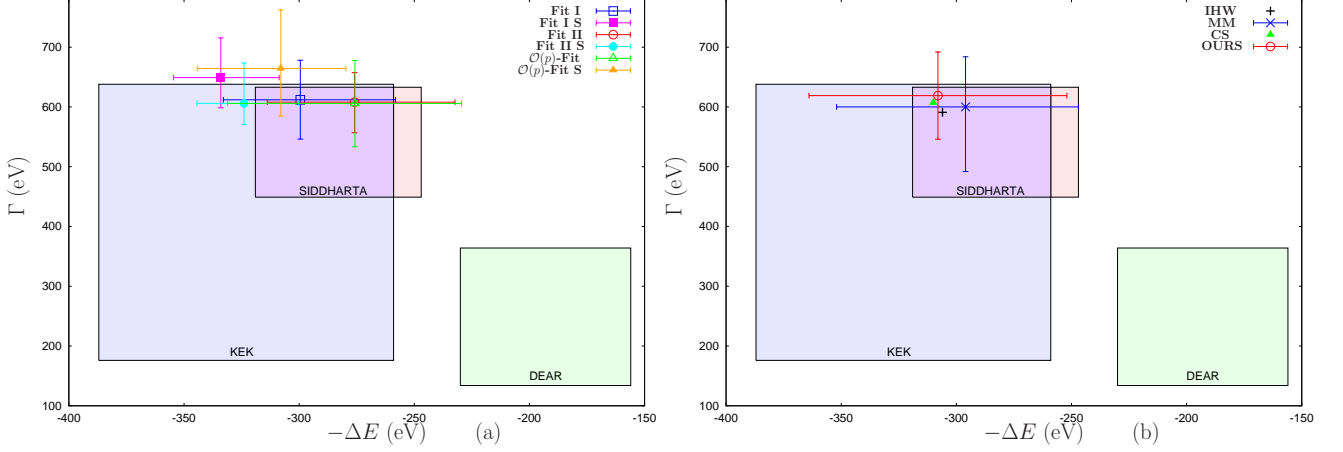 Fit I
Fit I S
Fit II
Fit II S
𝒪(p)-Fit
𝒪(p)-Fit S
700
600
500
400
300
200
100
Γ (eV)
SIDDHARTA
KEK
DEAR
-400
-350
-300
-250
-200
-150
−ΔE (eV)
(a)
IHW
MM
CS
OURS
700
600
500
400
300
200
100
Γ (eV)
SIDDHARTA
KEK
DEAR
-400
-350
-300
-250
-200
-150
−ΔE (eV)
(b)